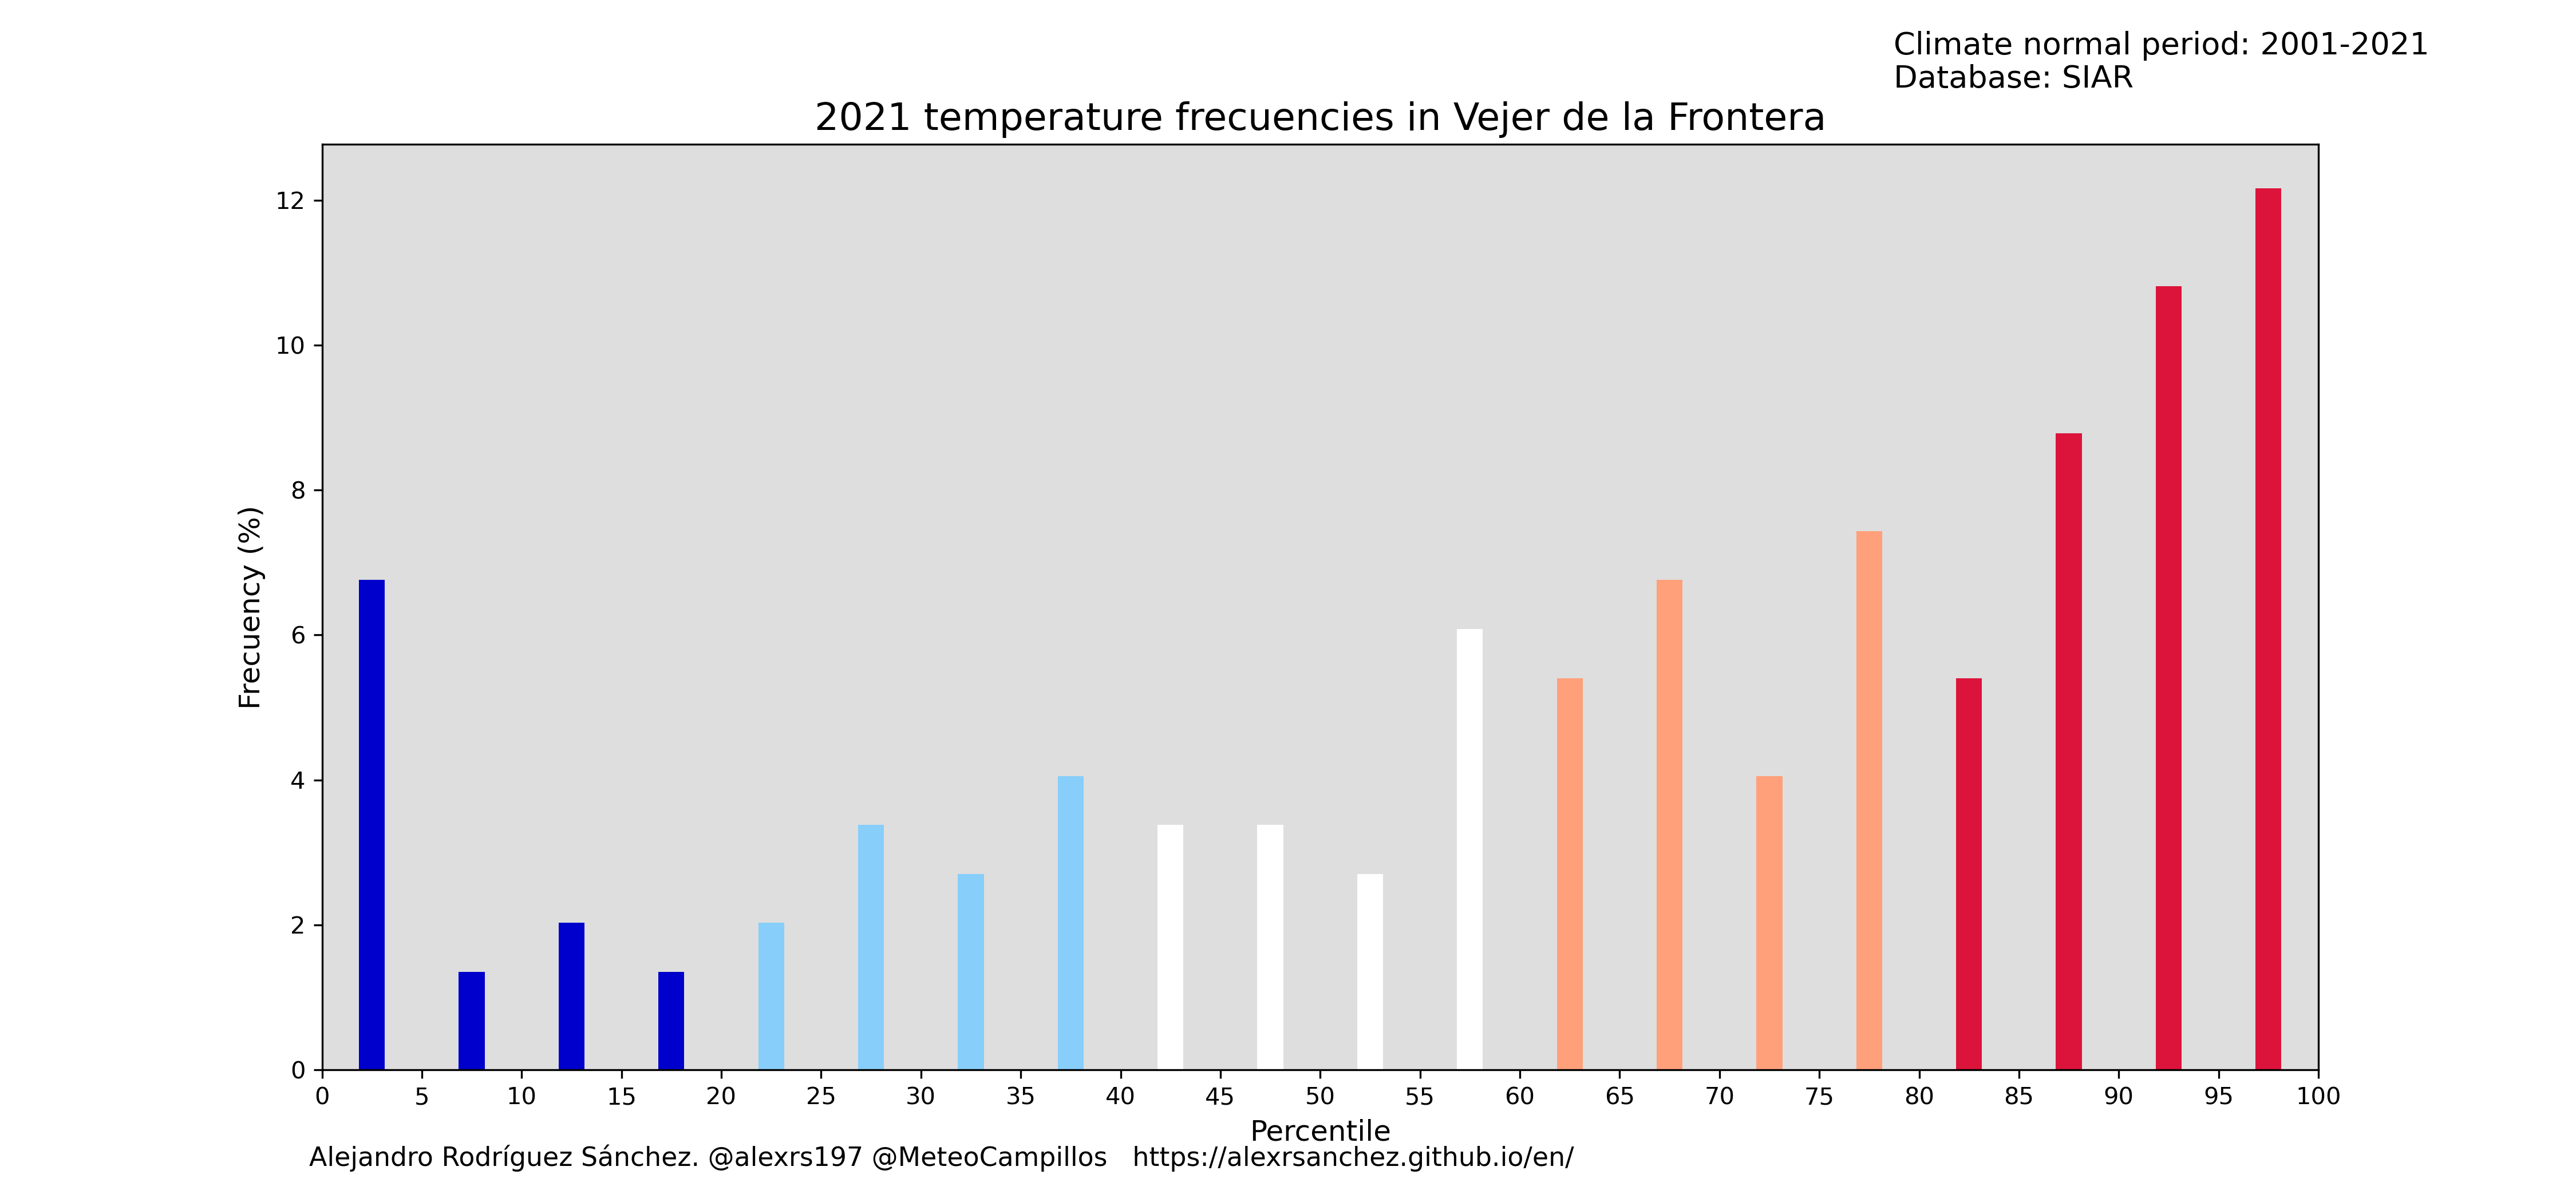 Climate normal period: 2001-2021
Database: SIAR
2021 temperature frecuencies in Vejer de la Frontera
Frecuency (%)
12
10
8
6
4
2
0
0 5 10 15 20 25 30 35 40 45 50 55 60 65 70 75 80 85 90 95 100
Percentile
Alejandro Rodríguez Sánchez. @alexrs197 @MeteoCampillos https://alexrsanchez.github.io/en/